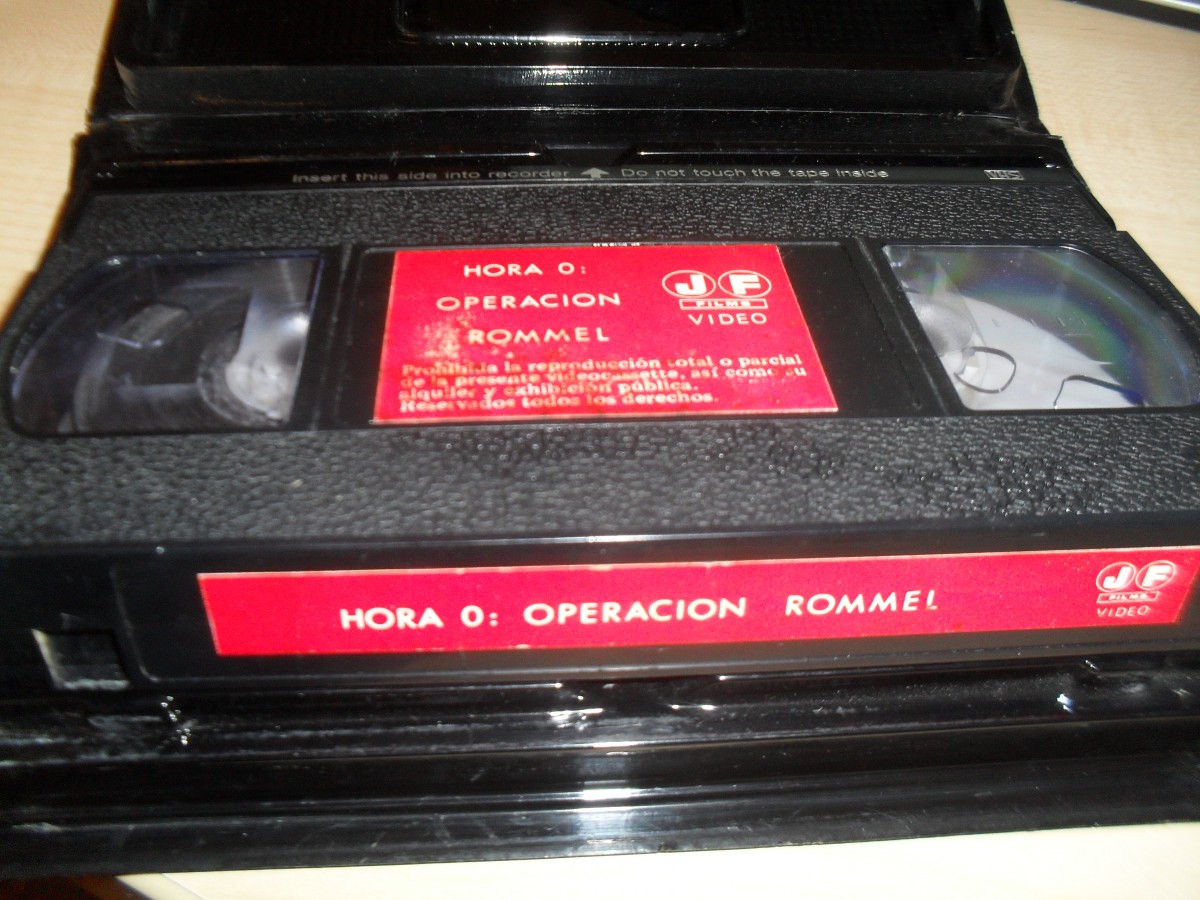 Insert this side into recorder Do not touch the tape inside VHS
HORA 0:
OPERACION
ROMMEL
JF
FILMS
VIDEO
Prohibida la reproducción total o parcial
de la presente videocassette, así como su
alquiler y exhibición pública.
Reservados todos los derechos.
HORA 0: OPERACION ROMMEL
JF
FILMS
VIDEO